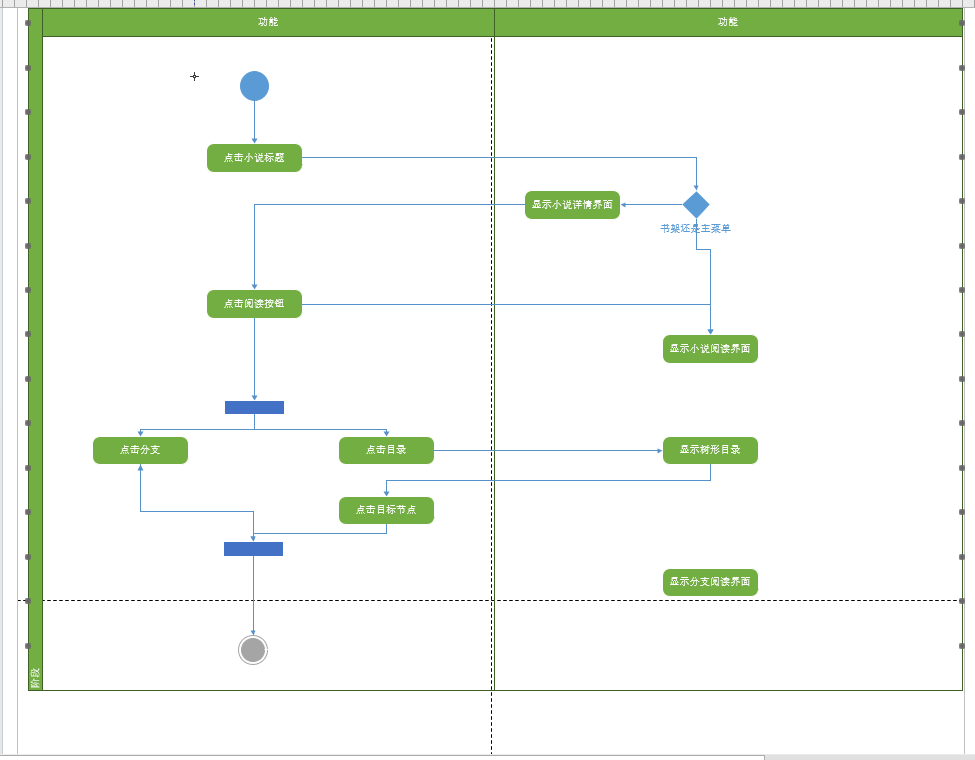 功能
功能
点击小说标题
显示小说详情界面
书架还是主菜单
点击阅读按钮
显示小说阅读界面
点击分支
点击目录
显示树形目录
点击目标节点
显示分支阅读界面
阶段